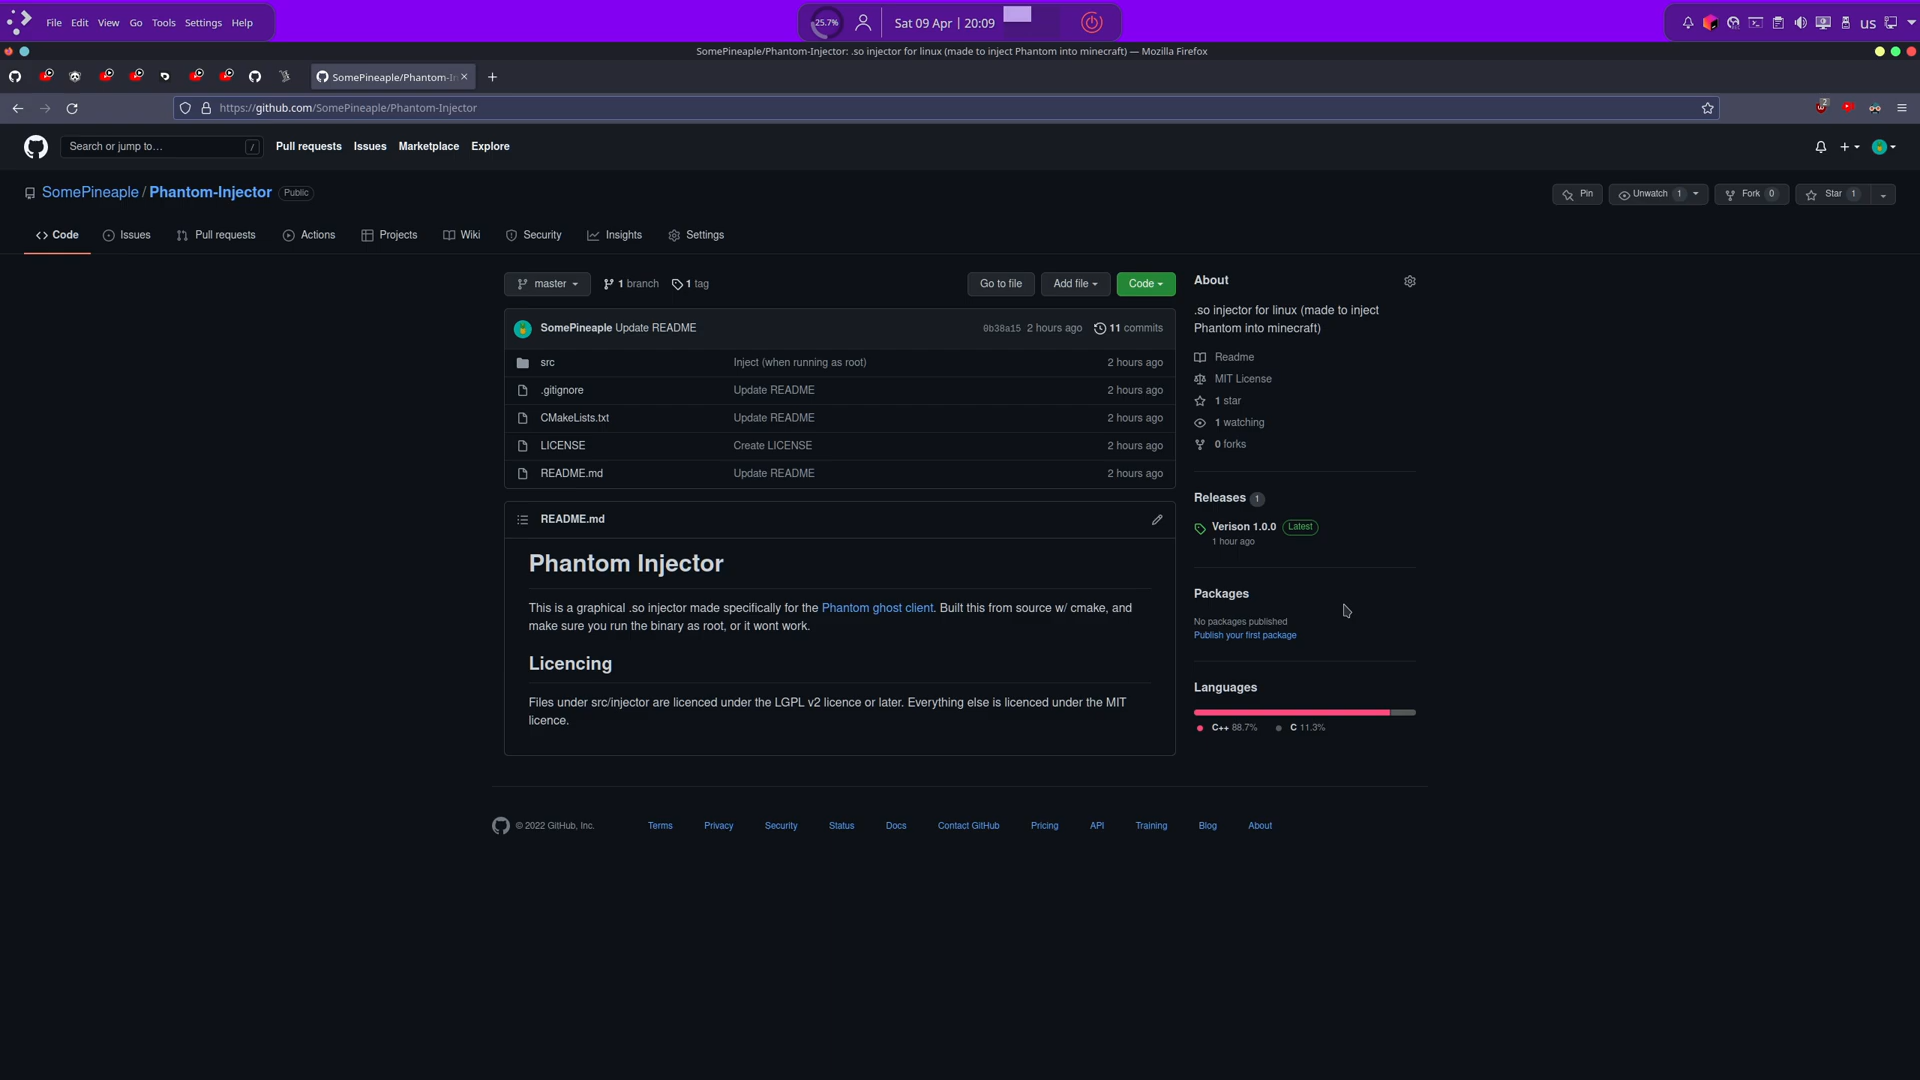 File Edit View Go Tools Settings Help
25.7%
Sat 09 Apr | 20:09
us
SomePineaple/Phantom-Injector: .so injector for linux (made to inject Phantom into minecraft) — Mozilla Firefox
SomePineaple/Phantom-In
https://github.com/SomePineaple/Phantom-Injector
2
Search or jump to… /
Pull requests Issues Marketplace Explore
SomePineaple / Phantom-Injector Public
Pin Unwatch 1 Fork 0 Star 1
Code Issues Pull requests Actions Projects Wiki Security Insights Settings
master 1 branch 1 tag Go to file Add file Code
SomePineaple Update README 0b38a15 2 hours ago 11 commits
src Inject (when running as root) 2 hours ago
.gitignore Update README 2 hours ago
CMakeLists.txt Update README 2 hours ago
LICENSE Create LICENSE 2 hours ago
README.md Update README 2 hours ago
README.md
Phantom Injector
This is a graphical .so injector made specifically for the Phantom ghost client. Built this from source w/ cmake, and
make sure you run the binary as root, or it wont work.
Licencing
Files under src/injector are licenced under the LGPL v2 licence or later. Everything else is licenced under the MIT
licence.
About
.so injector for linux (made to inject
Phantom into minecraft)
Readme
MIT License
1 star
1 watching
0 forks
Releases 1
Verison 1.0.0 Latest
1 hour ago
Packages
No packages published
Publish your first package
Languages
C++ 88.7% C 11.3%
© 2022 GitHub, Inc. Terms Privacy Security Status Docs Contact GitHub Pricing API Training Blog About